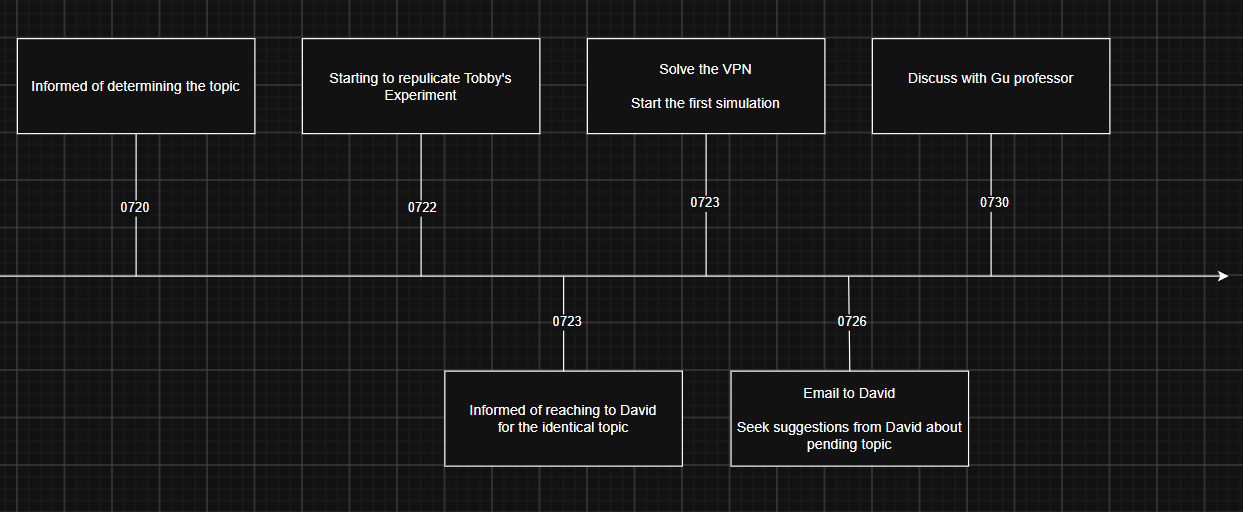 Informed of determining the topic
Starting to repulicate Tobby's
Experiment
Solve the VPN
Start the first simulation
Discuss with Gu professor
0720
0722
0723
0730
0723
0726
Informed of reaching to David
for the identical topic
Email to David
Seek suggestions from David about
pending topic